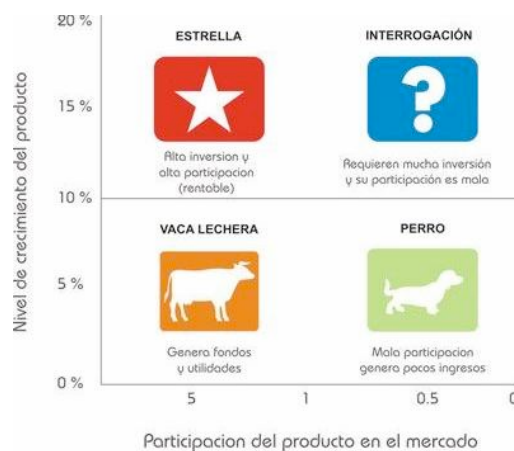 20 %
ESTRELLA
INTERROGACIÓN
15 %
?
Alta inversion y
alta participacion
(rentable)
Requieren mucha inversión
y su participación es mala
10 %
VACA LECHERA
PERRO
5 %
Genera fondos
y utilidades
Mala participacion
genera pocos ingresos
0 %
5
1
0.5
0
Nivel de crecimiento del producto
Participacion del producto en el mercado